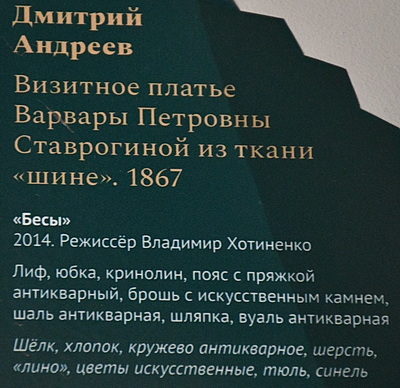 Дмитрий
Андреев
Визитное платье
Варвары Петровны
Ставрогиной из ткани
«шине». 1867
«Бесы»
2014. Режиссёр Владимир Хотиненко
Лиф, юбка, кринолин, пояс с пряжкой
антикварный, брошь с искусственным камнем,
шаль антикварная, шляпка, вуаль антикварная
Шёлк, хлопок, кружево антикварное, шерсть,
«лино», цветы искусственные, тюль, синель